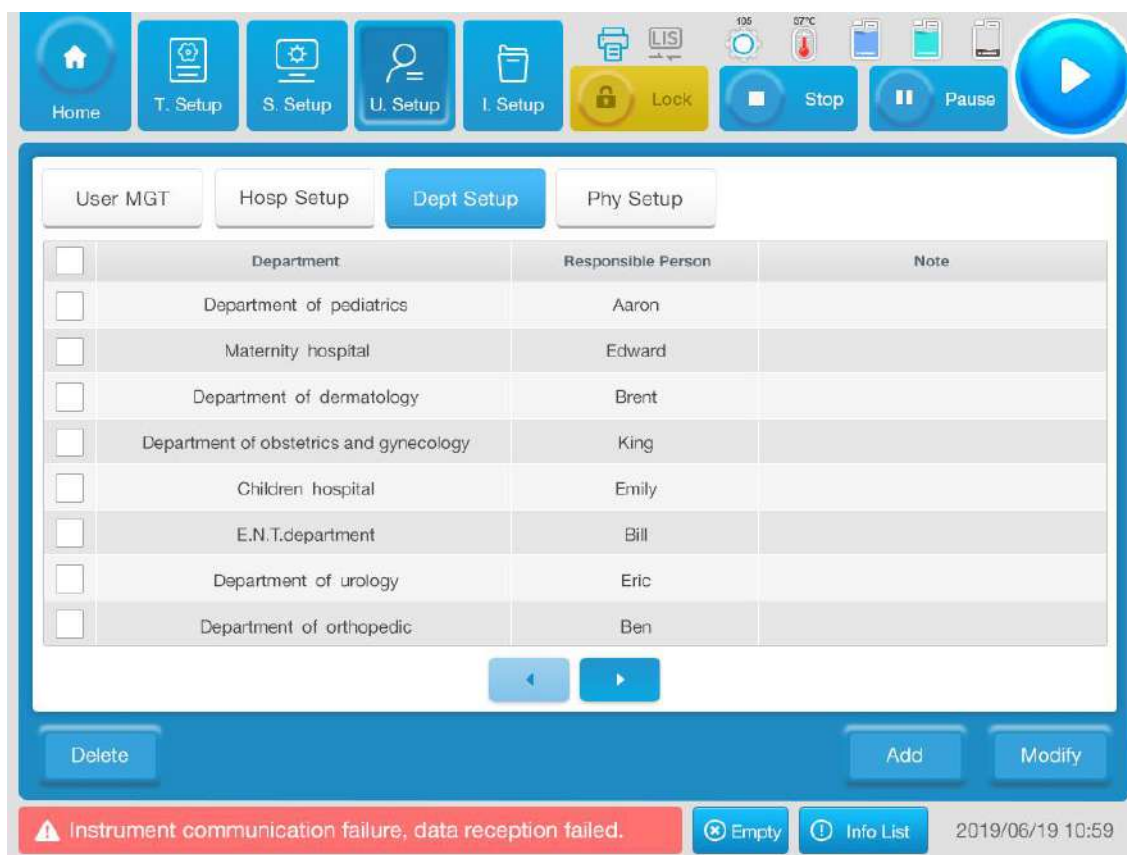 LIS
105
37°C
Home
T. Setup
S. Setup
U. Setup
I. Setup
Lock
Stop
Pause
User MGT
Hosp Setup
Dept Setup
Phy Setup
Department Responsible Person Note
Department of pediatrics Aaron
Maternity hospital Edward
Department of dermatology Brent
Department of obstetrics and gynecology King
Children hospital Emily
E.N.T.department Bill
Department of urology Eric
Department of orthopedic Ben
Delete
Add
Modify
Instrument communication failure, data reception failed.
Empty
Info List
2019/06/19 10:59